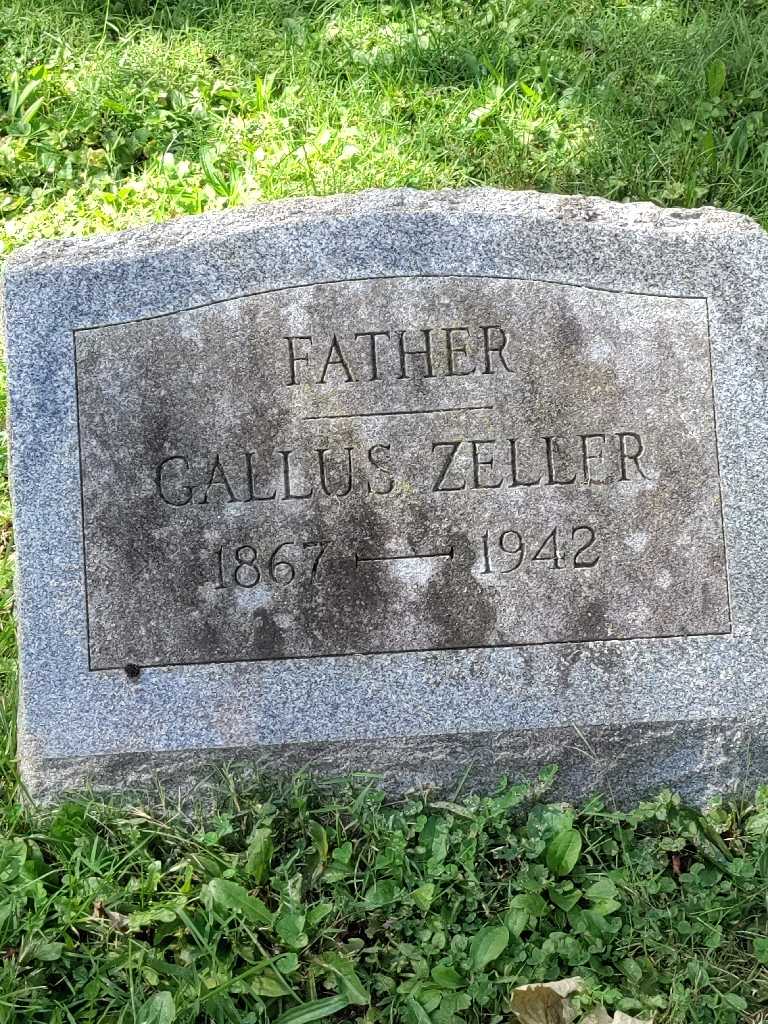 FATHER
GALLUS ZELLER
1867 — 1942